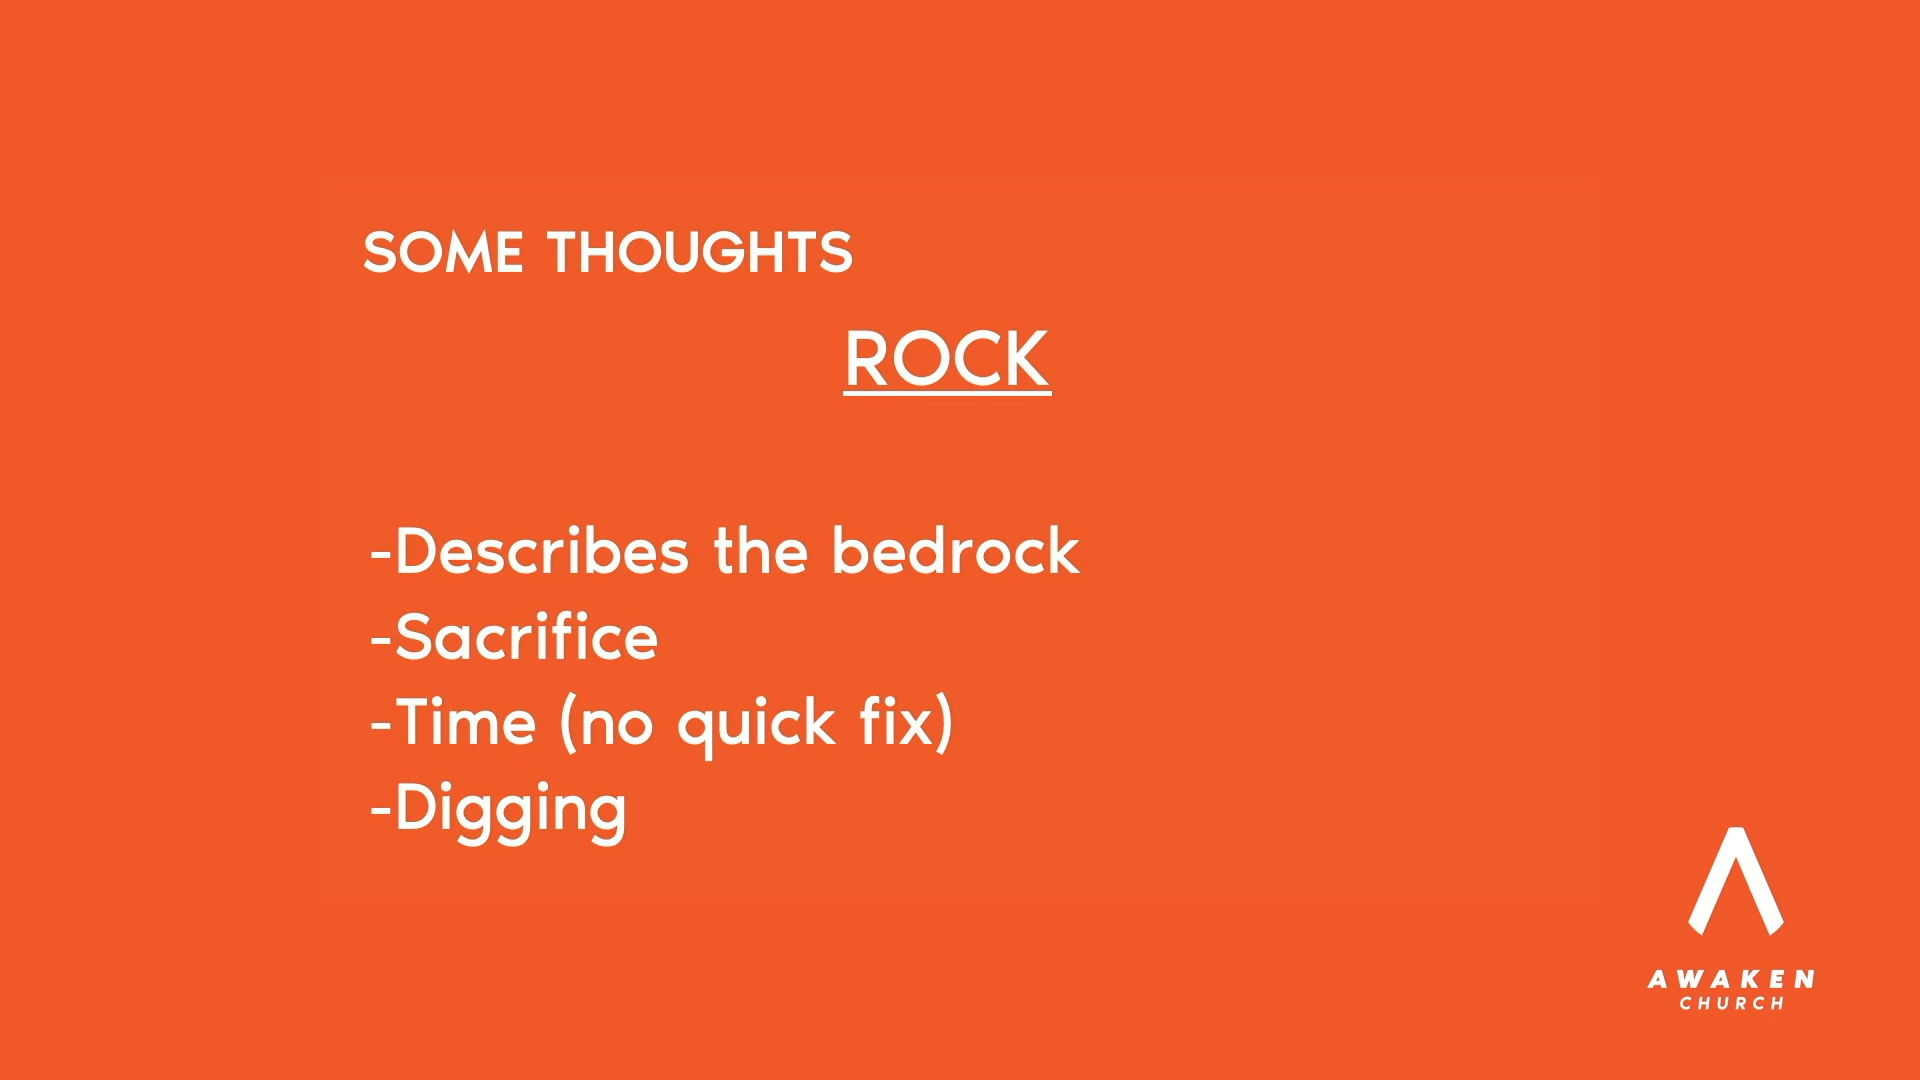 SOME THOUGHTS
ROCK
-Describes the bedrock
-Sacrifice
-Time (no quick fix)
-Digging
AWAKEN
CHURCH